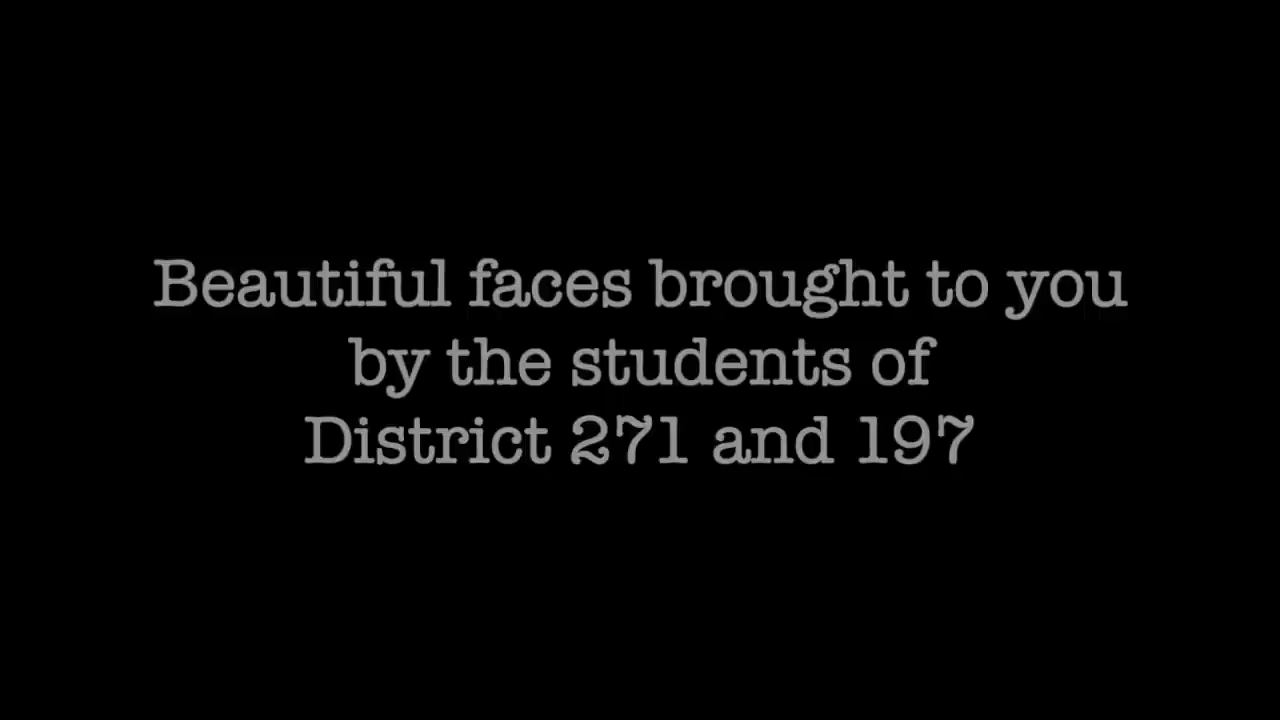 Beautiful faces brought to you
by the students of
District 271 and 197